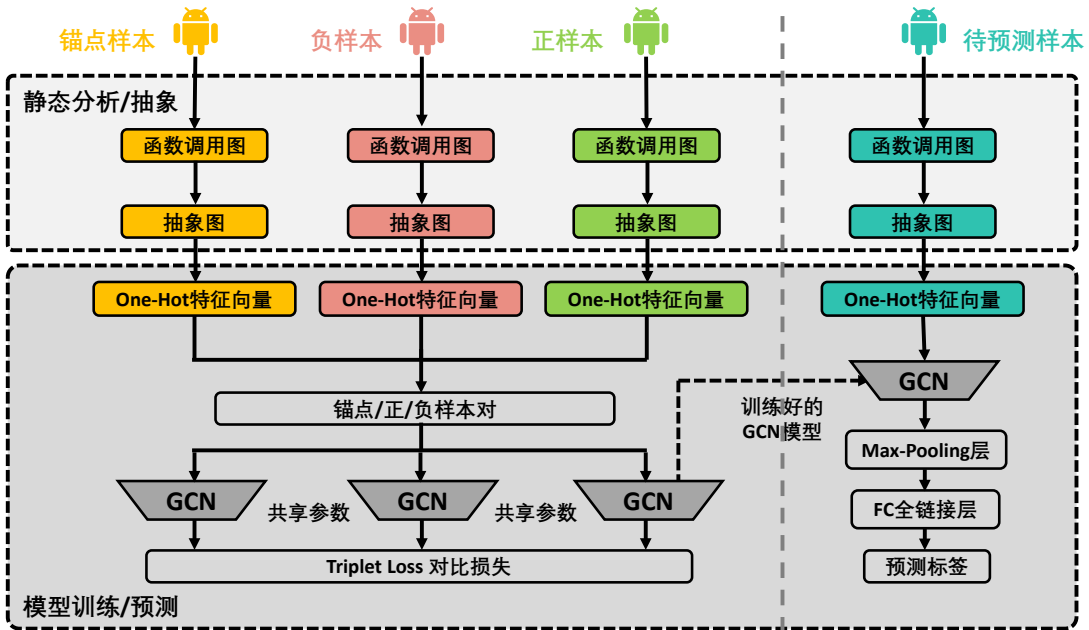 锚点样本
负样本
正样本
待预测样本
静态分析/抽象
函数调用图
函数调用图
函数调用图
函数调用图
抽象图
抽象图
抽象图
抽象图
One-Hot特征向量
One-Hot特征向量
One-Hot特征向量
One-Hot特征向量
GCN
锚点/正/负样本对
训练好的
GCN模型
Max-Pooling层
GCN
共享参数
GCN
共享参数
GCN
FC全链接层
Triplet Loss 对比损失
预测标签
模型训练/预测